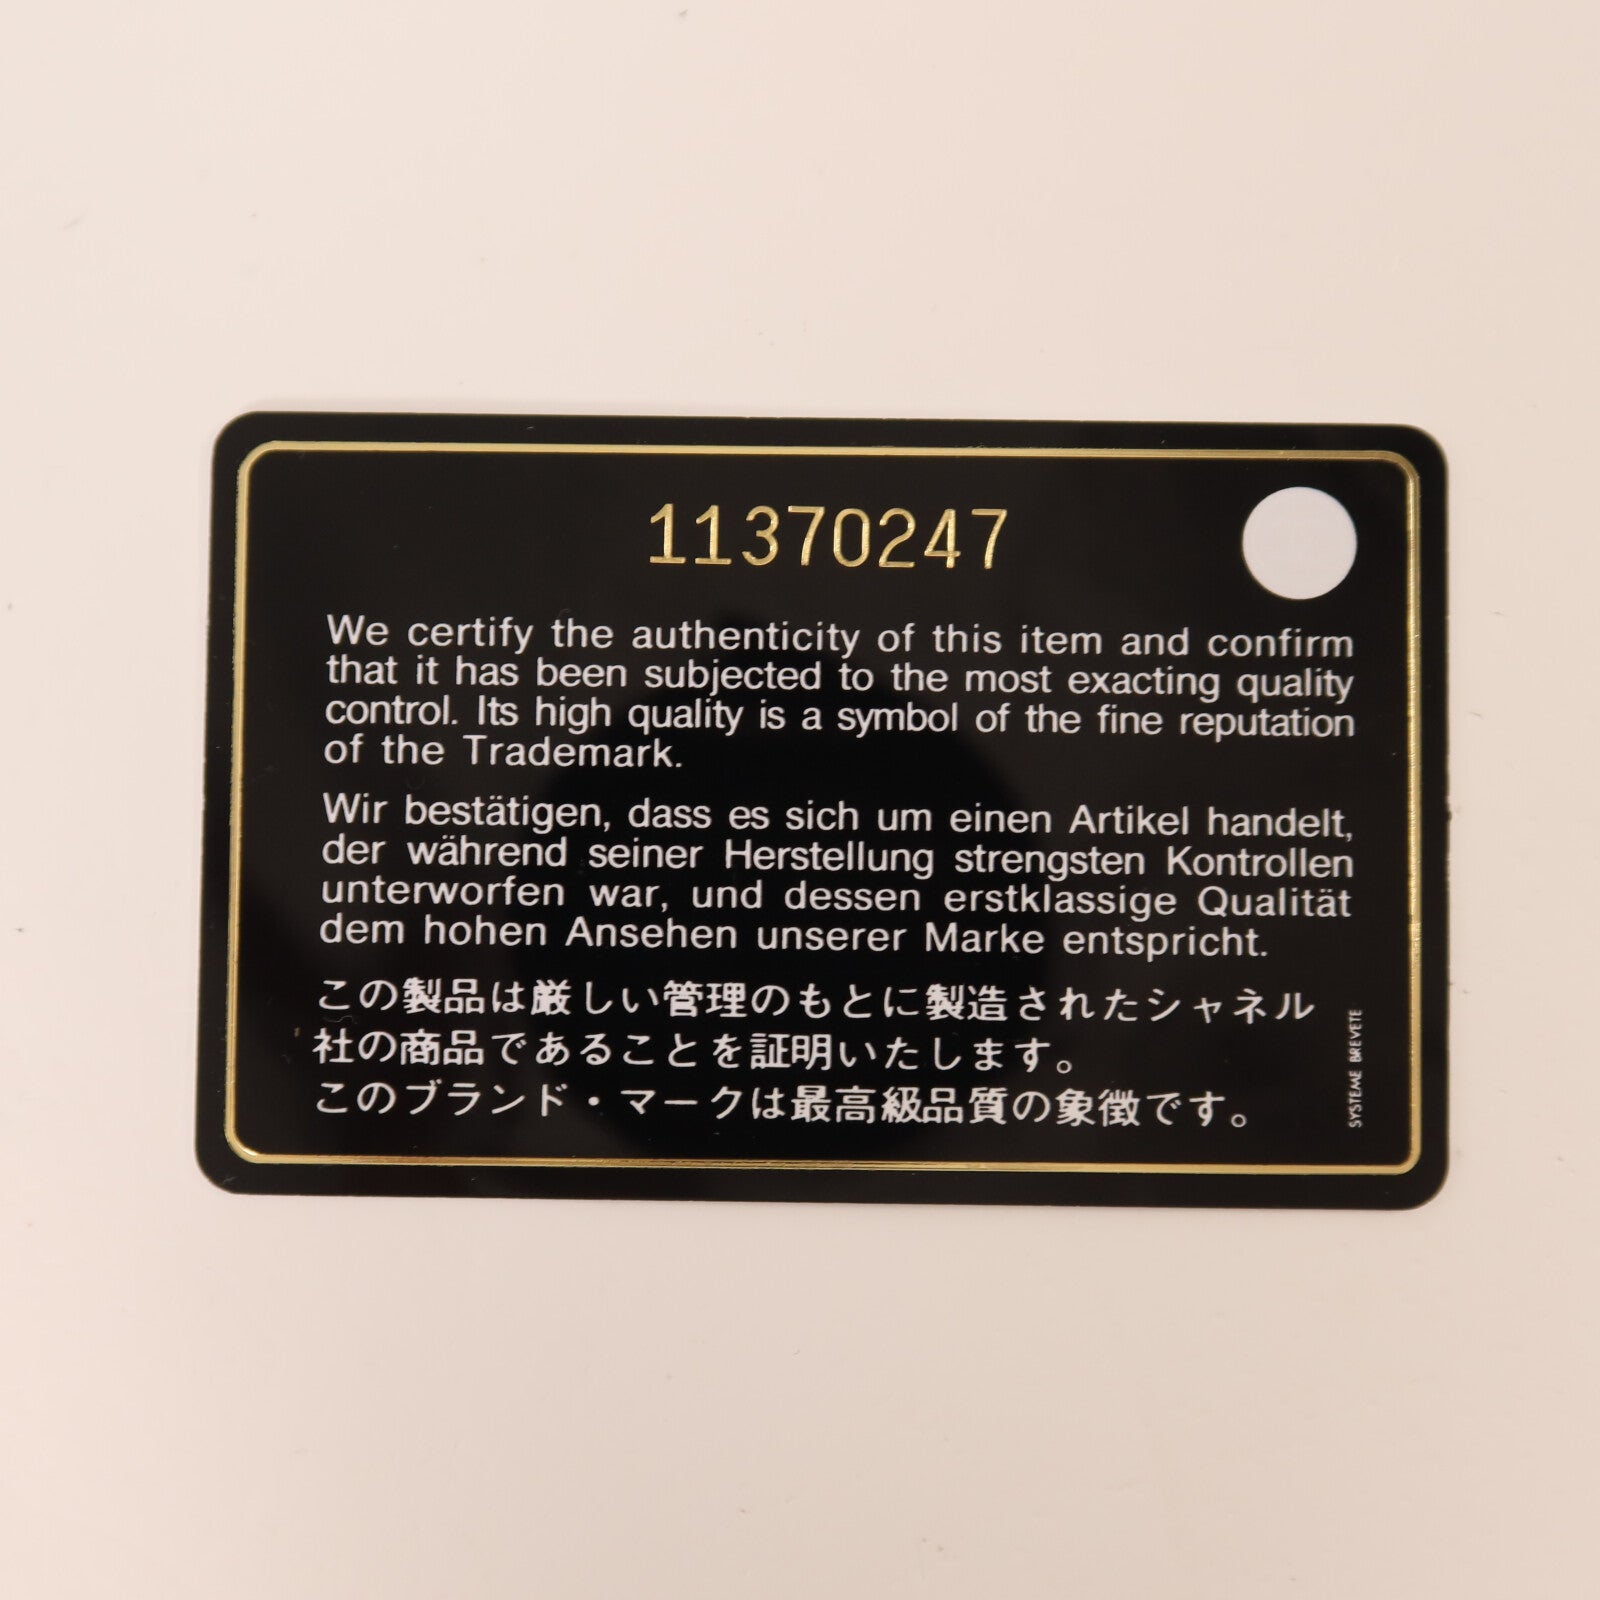 11370247
We certify the authenticity of this item and confirm
that it has been subjected to the most exacting quality
control. Its high quality is a symbol of the fine reputation
of the Trademark.
Wir bestätigen, dass es sich um einen Artikel handelt,
der während seiner Herstellung strengsten Kontrollen
unterworfen war, und dessen erstklassige Qualität
dem hohen Ansehen unserer Marke entspricht.
この製品は厳しい管理のもとに製造されたシャネル
社の商品であることを証明いたします。
このブランド・マークは最高級品質の象徴です。
SYSTEME BREVETE